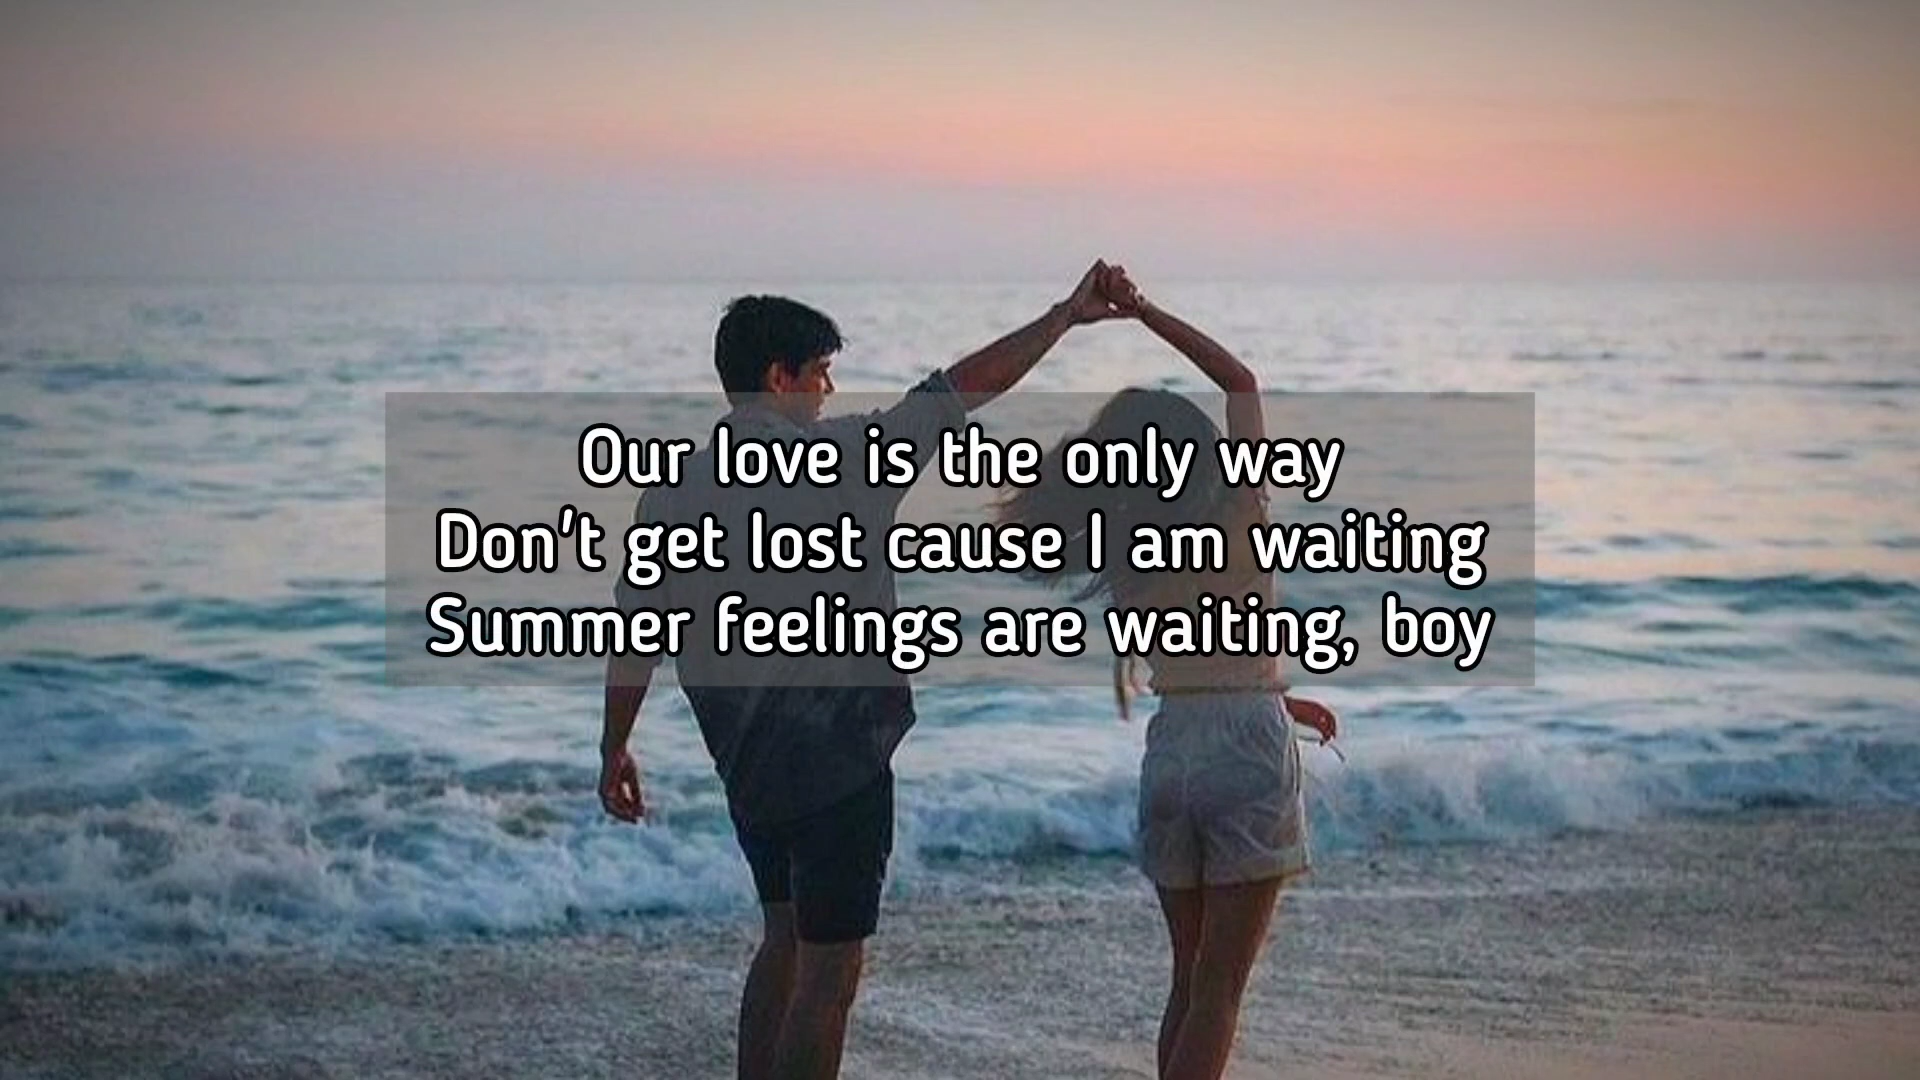 Our love is the only way
Don't get lost cause I am waiting
Summer feelings are waiting, boy